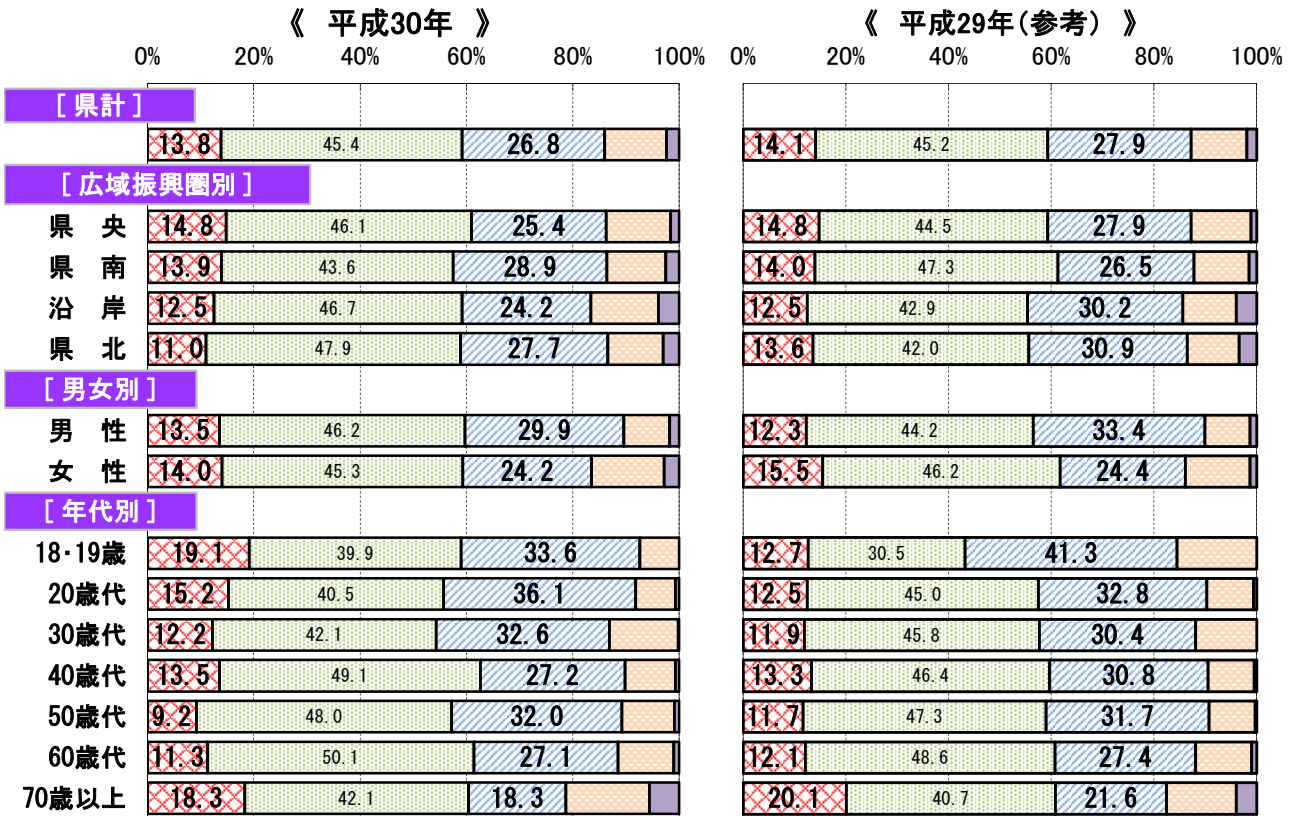 《 平成30年 》 《 平成29年(参考) 》
0% 20% 40% 60% 80% 100% 0% 20% 40% 60% 80% 100%
[ 県計 ]
13.8 45.4 26.8 14.1 45.2 27.9
[ 広域振興圏別 ]
県 央 14.8 46.1 25.4 14.8 44.5 27.9
県 南 13.9 43.6 28.9 14.0 47.3 26.5
沿 岸 12.5 46.7 24.2 12.5 42.9 30.2
県 北 11.0 47.9 27.7 13.6 42.0 30.9
[ 男女別 ]
男 性 13.5 46.2 29.9 12.3 44.2 33.4
女 性 14.0 45.3 24.2 15.5 46.2 24.4
[ 年代別 ]
18・19歳 19.1 39.9 33.6 12.7 30.5 41.3
20歳代 15.2 40.5 36.1 12.5 45.0 32.8
30歳代 12.2 42.1 32.6 11.9 45.8 30.4
40歳代 13.5 49.1 27.2 13.3 46.4 30.8
50歳代 9.2 48.0 32.0 11.7 47.3 31.7
60歳代 11.3 50.1 27.1 12.1 48.6 27.4
70歳以上 18.3 42.1 18.3 20.1 40.7 21.6